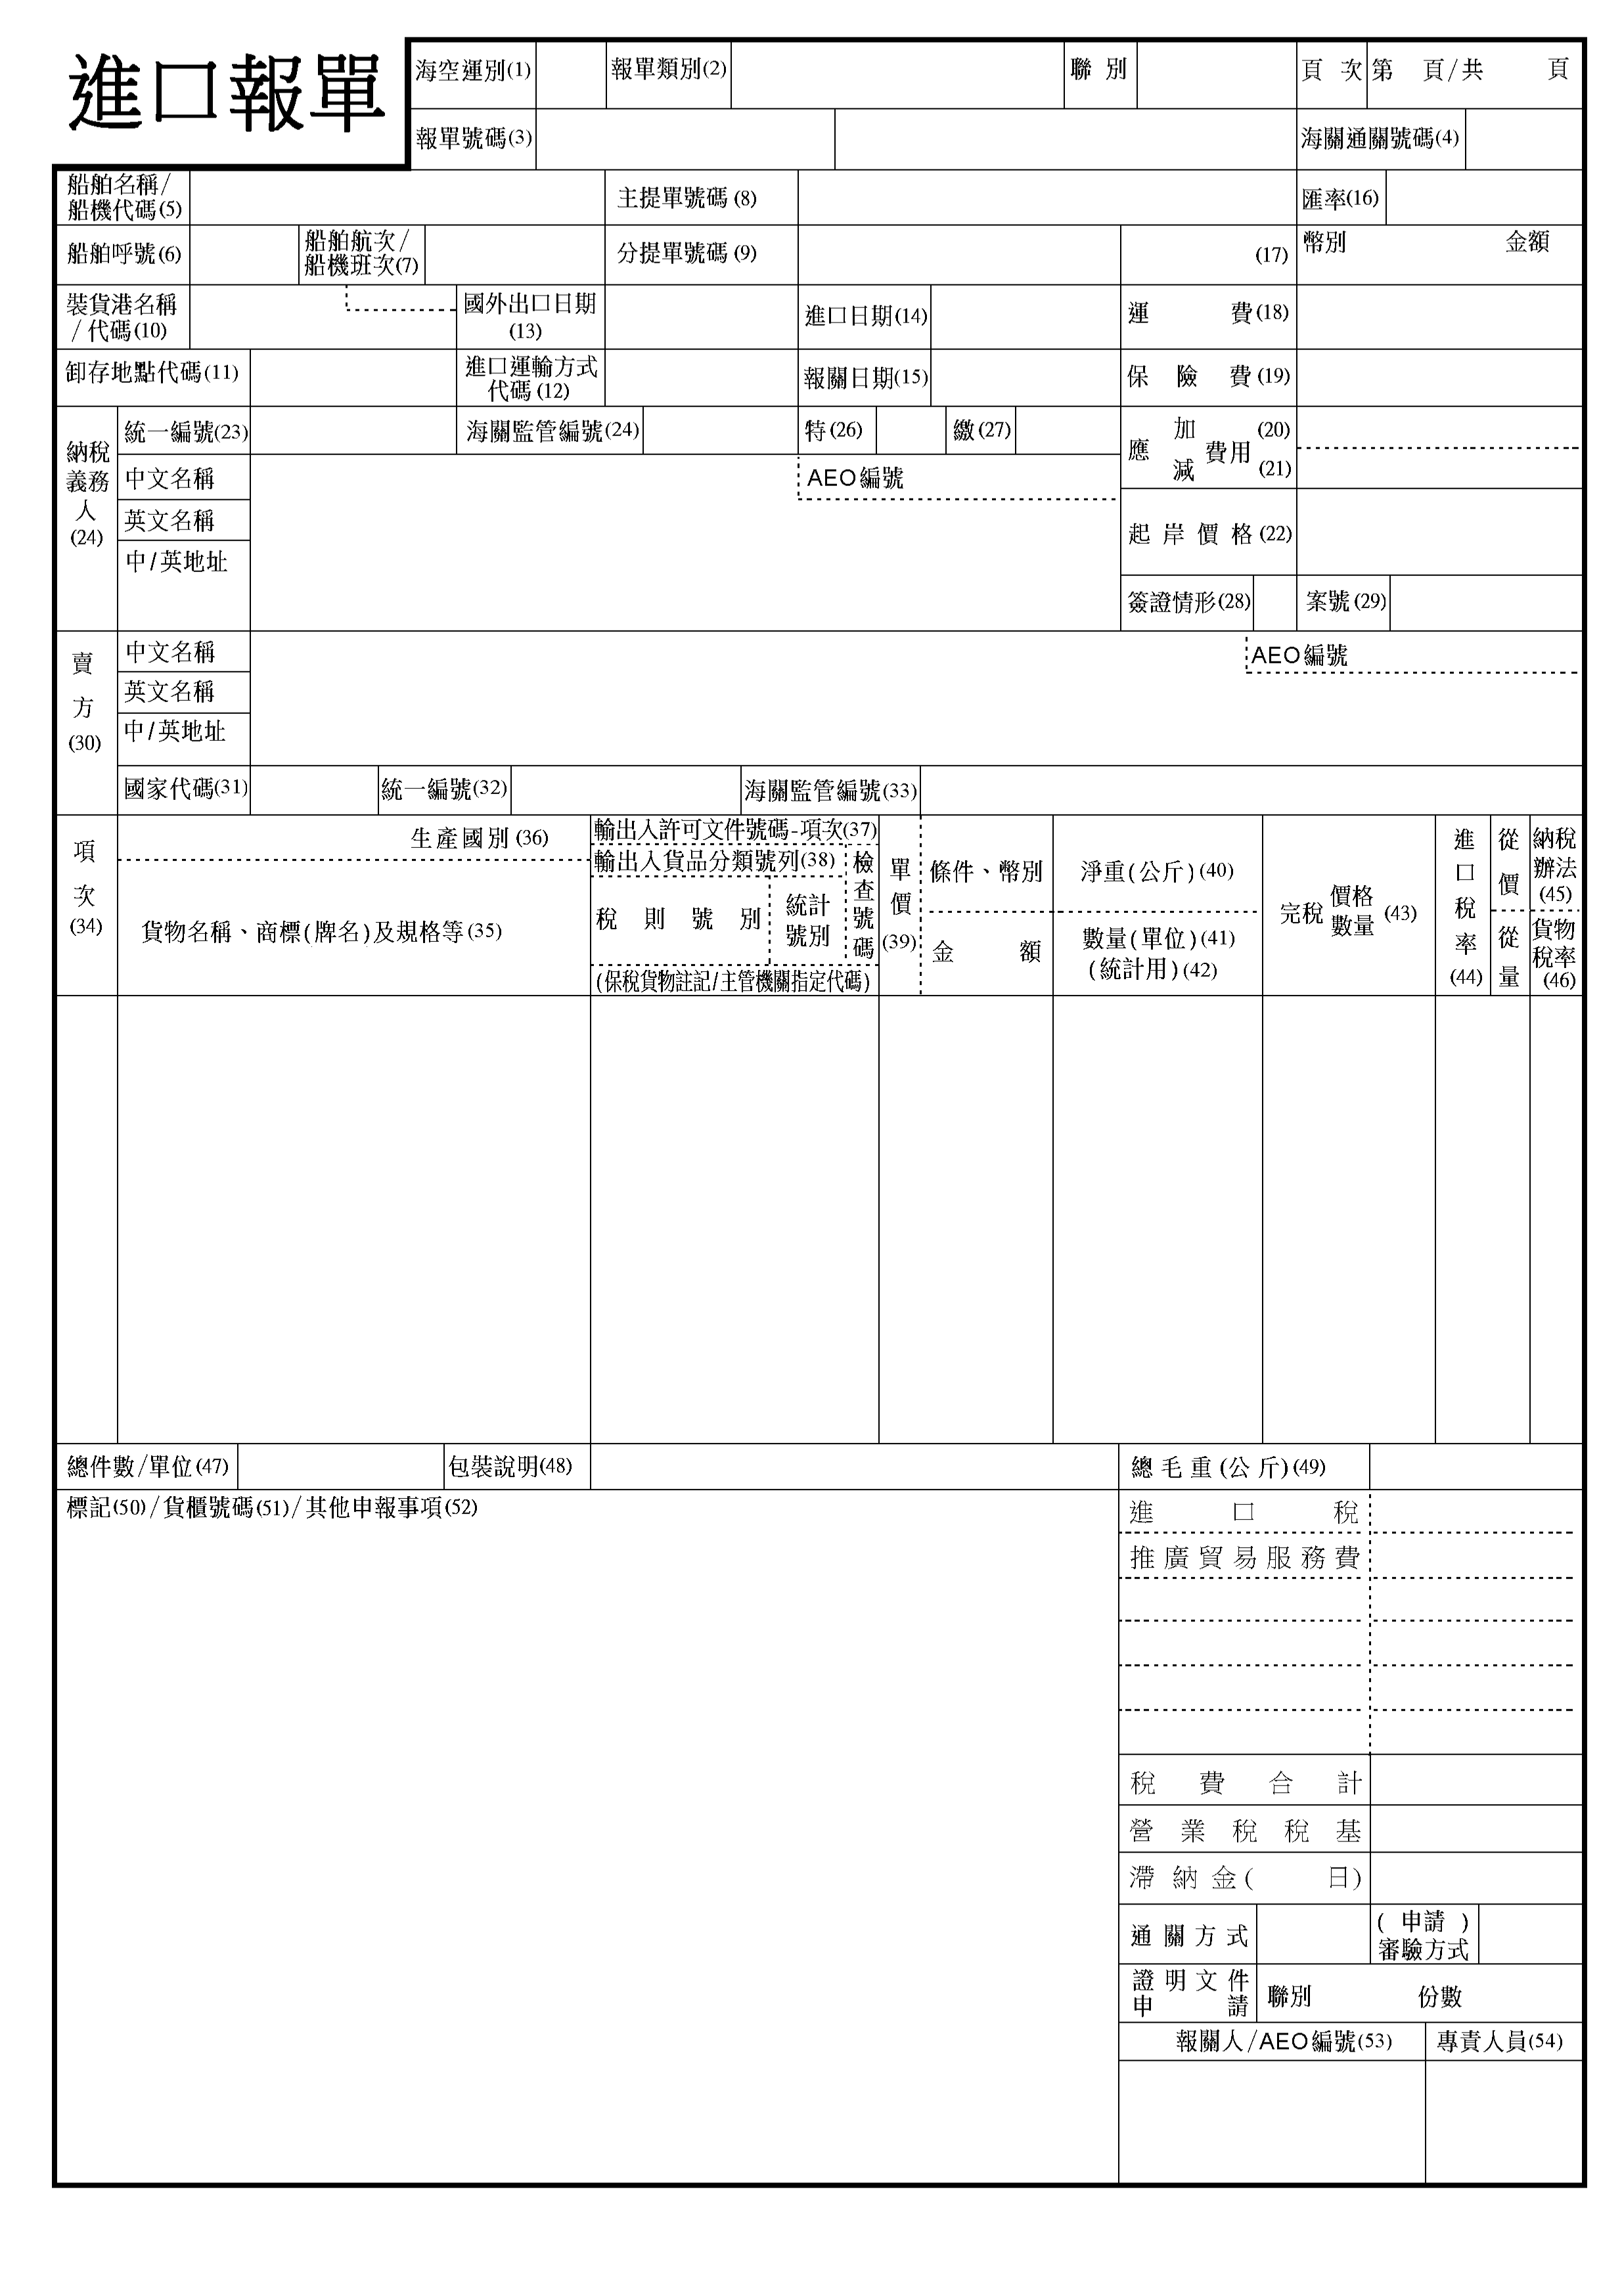 進口報單
海空運別(1)
報單類別(2)
聯 別
頁 次
第 頁/共 頁
報單號碼(3)
海關通關號碼(4)
船舶名稱/
船機代碼(5)
主提單號碼(8)
匯率(16)
船舶呼號(6)
船舶航次/
船機班次(7)
分提單號碼(9)
(17)
幣別 金額
裝貨港名稱
/代碼(10)
國外出口日期
(13)
進口日期(14)
運 費(18)
卸存地點代碼(11)
進口運輸方式
代碼(12)
報關日期(15)
保 險 費(19)
納稅
義務
人
(24)
統一編號(23)
海關監管編號(24)
特(26)
繳(27)
應 加 費用 (20)
減 (21)
中文名稱
AEO編號
英文名稱
中/英地址
起 岸 價 格(22)
簽證情形(28)
案號(29)
賣
方
(30)
中文名稱
AEO編號
英文名稱
中/英地址
國家代碼(31)
統一編號(32)
海關監管編號(33)
項
次
(34)
生產國別(36)
貨物名稱、商標(牌名)及規格等(35)
輸出入許可文件號碼-項次(37)
輸出入貨品分類號列(38)
稅 則 號 別
統計
號別
檢
查
號
碼
(保稅貨物註記/主管機關指定代碼)
單
價
(39)
條件、幣別
金 額
淨重(公斤)(40)
數量(單位)(41)
(統計用)(42)
完稅 價格
數量 (43)
進
口
稅
率
(44)
從
價
從
量
納稅
辦法
(45)
貨物
稅率
(46)
總件數/單位(47)
包裝說明(48)
總 毛 重(公 斤)(49)
標記(50)/貨櫃號碼(51)/其他申報事項(52)
進 口 稅
推廣貿易服務費
稅 費 合 計
營 業 稅 稅 基
滯 納 金( 日)
通 關 方 式
( 申請 )
審驗方式
證 明 文 件
申 請
聯別 份數
報關人/AEO編號(53)
專責人員(54)